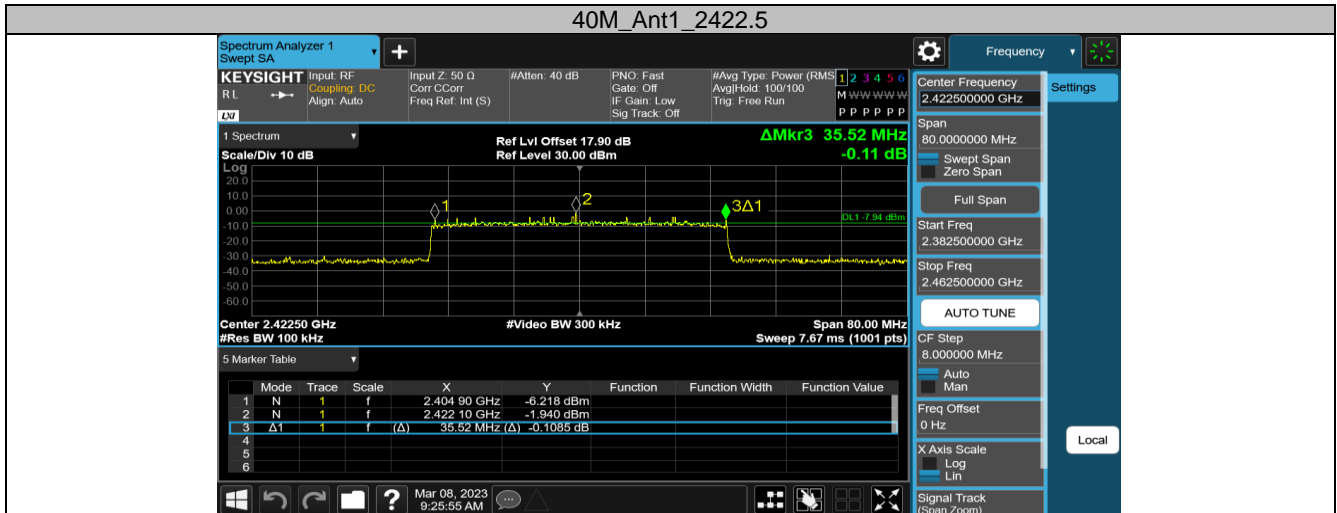 40M_Ant1_2422.5
Spectrum Analyzer 1
Swept SA
+
Frequency
KEYSIGHT
RL
LXI
Input: RF
Coupling: DC
Align: Auto
Input Z: 50 Ω
Corr CCorr
Freq Ref: Int (S)
#Atten: 40 dB
PNO: Fast
Gate: Off
IF Gain: Low
Sig Track: Off
#Avg Type: Power (RMS
Avg|Hold: 100/100
Trig: Free Run
1 2 3 4 5 6
M W W W W W
P P P P P P
1 Spectrum
Scale/Div 10 dB
Ref Lvl Offset 17.90 dB
Ref Level 30.00 dBm
ΔMkr3 35.52 MHz
-0.11 dB
Log
20.0
10.0
0.00
-10.0
-20.0
-30.0
-40.0
-50.0
-60.0
1
2
3Δ1
DL1 -7.94 dBm
Center 2.42250 GHz
#Res BW 100 kHz
#Video BW 300 kHz
Span 80.00 MHz
Sweep 7.67 ms (1001 pts)
5 Marker Table
Mode Trace Scale X Y Function Function Width Function Value
1 N 1 f 2.404 90 GHz -6.218 dBm
2 N 1 f 2.422 10 GHz -1.940 dBm
3 Δ1 1 f (Δ) 35.52 MHz (Δ) -0.1085 dB
4
5
6
?
Mar 08, 2023
9:25:55 AM
Center Frequency
2.422500000 GHz
Settings
Span
80.0000000 MHz
Swept Span
Zero Span
Full Span
Start Freq
2.382500000 GHz
Stop Freq
2.462500000 GHz
AUTO TUNE
CF Step
8.000000 MHz
Auto
Man
Freq Offset
0 Hz
X Axis Scale
Log
Lin
Local
Signal Track
(Span Zoom)